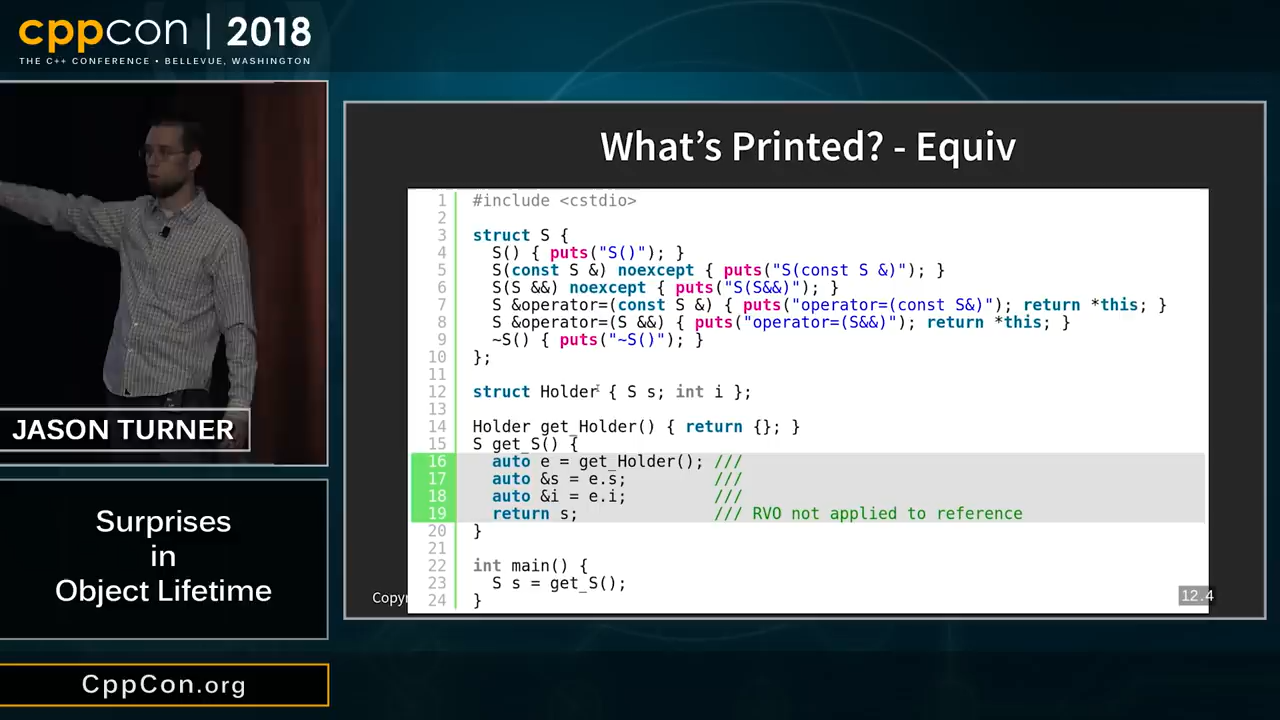 cppcon | 2018
THE C++ CONFERENCE • BELLEVUE, WASHINGTON
JASON TURNER
Surprises
in
Object Lifetime
CppCon.org
What's Printed? - Equiv
1 #include <cstdio>
2
3 struct S {
4 S() { puts("S()"); }
5 S(const S &) noexcept { puts("S(const S &)"); }
6 S(S &&) noexcept { puts("S(S&&)"); }
7 S &operator=(const S &) { puts("operator=(const S&)"); return *this; }
8 S &operator=(S &&) { puts("operator=(S&&)"); return *this; }
9 ~S() { puts("~S()"); }
10 };
11
12 struct Holder { S s; int i };
13
14 Holder get_Holder() { return {}; }
15 S get_S() {
16 auto e = get_Holder(); ///
17 auto &s = e.s; ///
18 auto &i = e.i; ///
19 return s; /// RVO not applied to reference
20 }
21
22 int main() {
23 S s = get_S();
24 }
12.4